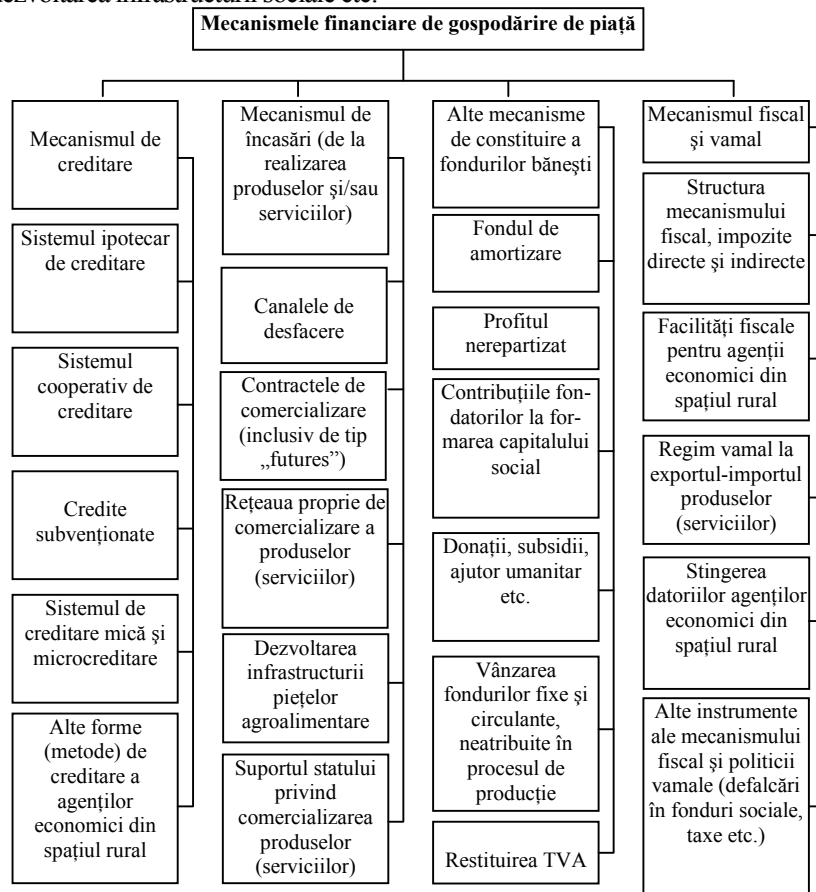 dezvoltarea infrastructurii sociale etc.
Mecanismele financiare de gospodărire de piață
Mecanismul de
creditare
Sistemul ipotecar
de creditare
Sistemul
cooperativ de
creditare
Credite
subvenționate
Sistemul de
creditare mică şi
microcreditare
Alte forme
(metode) de
creditare a
agenților
economici din
spațiul rural
Mecanismul de
încasări (de la
realizarea
produselor şi/sau
serviciilor)
Canalele de
desfacere
Contractele de
comercializare
(inclusiv de tip
„futures”)
Rețeaua proprie de
comercializare a
produselor
(serviciilor)
Dezvoltarea
infrastructurii
piețelor
agroalimentare
Suportul statului
privind
comercializarea
produselor
(serviciilor)
Alte mecanisme
de constituire a
fondurilor băneşti
Fondul de
amortizare
Profitul
nerepartizat
Contribuțiile fon-
datorilor la for-
marea capitalului
social
Donații, subsidii,
ajutor umanitar
etc.
Vânzarea
fondurilor fixe şi
circulante,
neatribuite în
procesul de
producție
Restituirea TVA
Mecanismul fiscal
şi vamal
Structura
mecanismului
fiscal, impozite
directe şi indirecte
Facilități fiscale
pentru agenții
economici din
spațiul rural
Regim vamal la
exportul-importul
produselor
(serviciilor)
Stingerea
datoriilor agenților
economici din
spațiul rural
Alte instrumente
ale mecanismului
fiscal şi politicii
vamale (defalcări
în fonduri sociale,
taxe etc.)